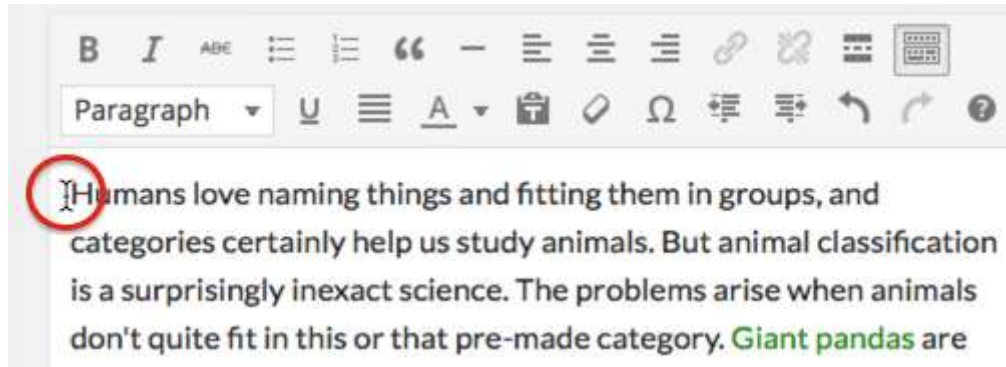 B I ABC
Paragraph U A Ω ?
Humans love naming things and fitting them in groups, and
categories certainly help us study animals. But animal classification
is a surprisingly inexact science. The problems arise when animals
don't quite fit in this or that pre-made category. Giant pandas are